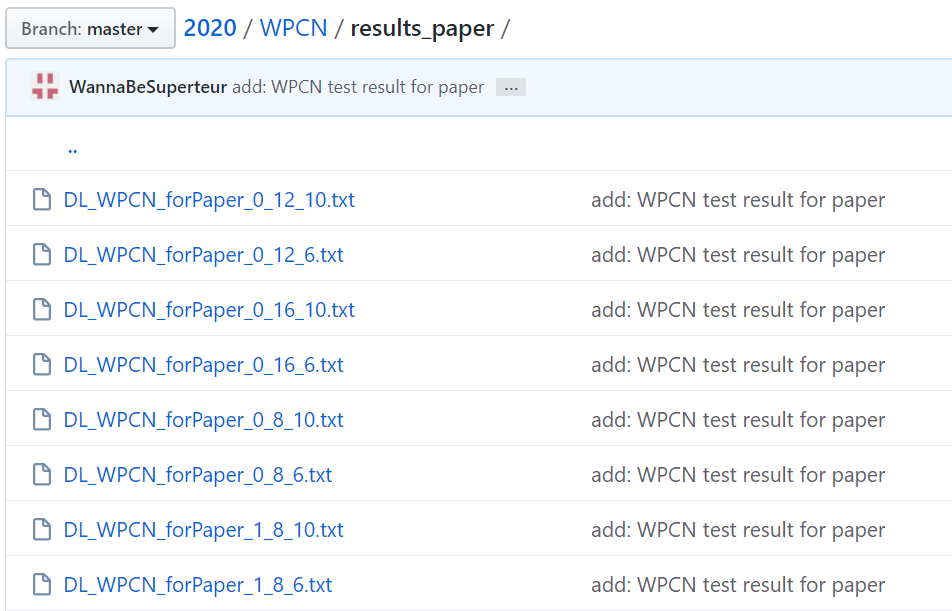 Branch: master 2020 / WPCN / results_paper /
WannaBeSuperteur add: WPCN test result for paper ...
..
DL_WPCN_forPaper_0_12_10.txt add: WPCN test result for paper
DL_WPCN_forPaper_0_12_6.txt add: WPCN test result for paper
DL_WPCN_forPaper_0_16_10.txt add: WPCN test result for paper
DL_WPCN_forPaper_0_16_6.txt add: WPCN test result for paper
DL_WPCN_forPaper_0_8_10.txt add: WPCN test result for paper
DL_WPCN_forPaper_0_8_6.txt add: WPCN test result for paper
DL_WPCN_forPaper_1_8_10.txt add: WPCN test result for paper
DL_WPCN_forPaper_1_8_6.txt add: WPCN test result for paper